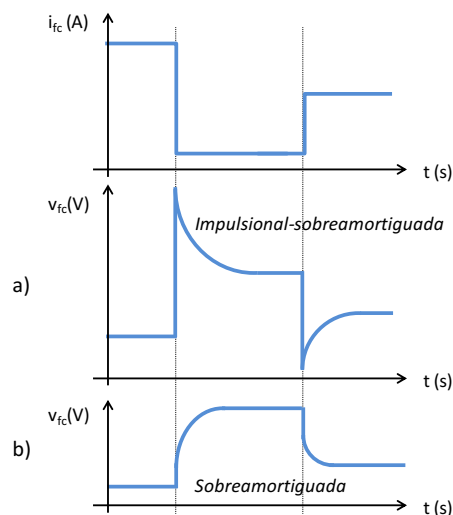 i_fc (A)
t (s)
v_fc(V)
Impulsional-sobreamortiguada
a)
t (s)
v_fc(V)
b)
Sobreamortiguada
t (s)